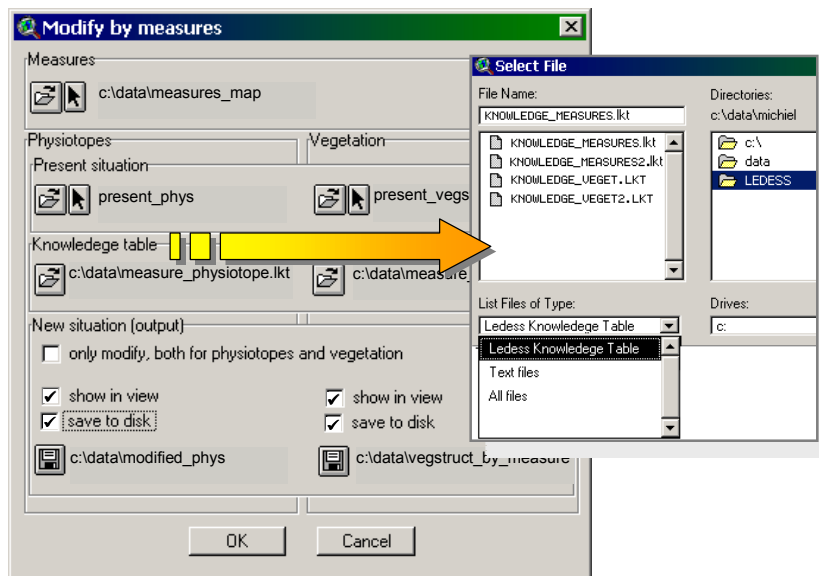 Modify by measures
Measures
c:\data\measures_map
Physiotopes
Vegetation
Present situation
present_phys
present_vegs
Knowledege table
c:\data\measure_physiotope.lkt
c:\data\measure_
New situation (output)
only modify, both for physiotopes and vegetation
show in view
save to disk
show in view
save to disk
c:\data\modified_phys
c:\data\vegstruct_by_measure
OK
Cancel
Select File
File Name:
KNOWLEDGE_MEASURES.lkt
KNOWLEDGE_MEASURES.lkt
KNOWLEDGE_MEASURES2.lkt
KNOWLEDGE_VEGET.LKT
KNOWLEDGE_VEGET2.LKT
Directories:
c:\data\michiel
c:\
data
LEDESS
List Files of Type:
Ledess Knowledege Table
Ledess Knowledege Table
Text files
All files
Drives:
c: